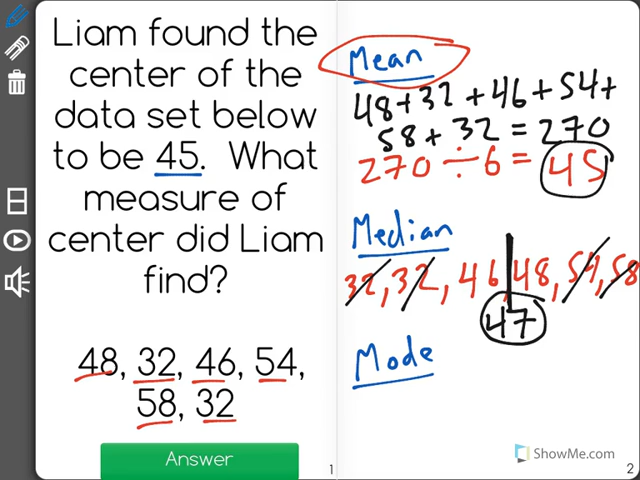 Liam found the
center of the
data set below
to be 45. What
measure of
center did Liam
find?
48, 32, 46, 54,
58, 32
Answer
1
Mean
48+32+46+54+
58+32=270
270÷6=45
Median
32, 32, 46, 48, 54, 58
47
Mode
ShowMe.com
2